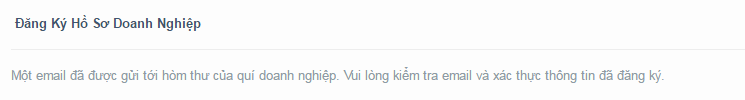 Đăng Ký Hồ Sơ Doanh Nghiệp
Một email đã được gửi tới hòm thư của quí doanh nghiệp. Vui lòng kiểm tra email và xác thực thông tin đã đăng ký.